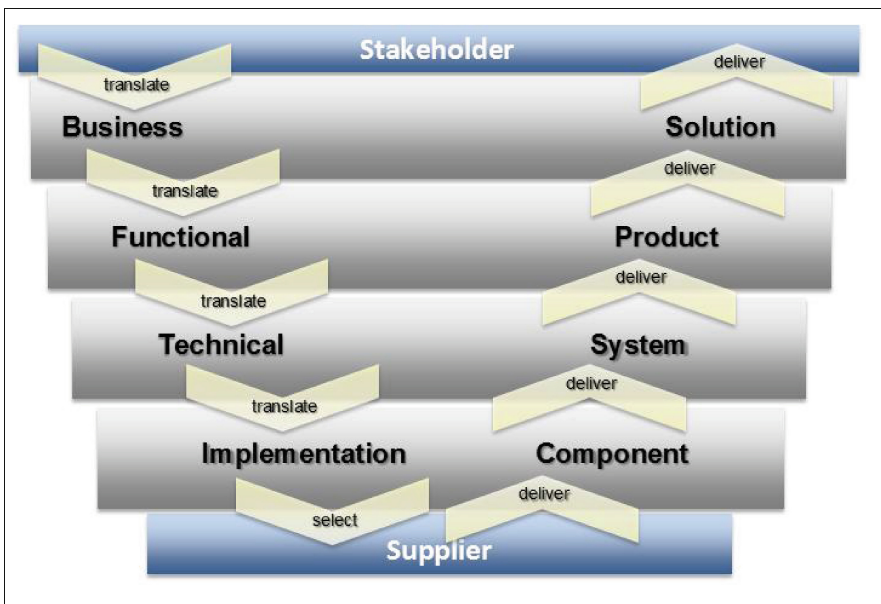 Stakeholder
translate deliver
Business Solution
translate deliver
Functional Product
translate deliver
Technical System
translate deliver
Implementation Component
select deliver
Supplier